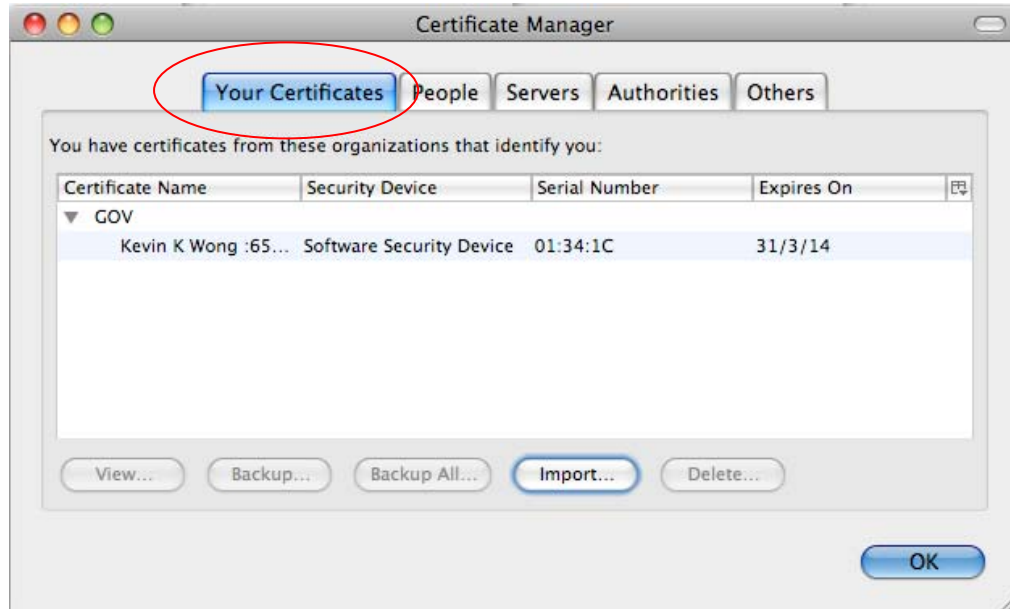 Certificate Manager
Your Certificates People Servers Authorities Others
You have certificates from these organizations that identify you:
Certificate Name Security Device Serial Number Expires On
GOV
Kevin K Wong :65... Software Security Device 01:34:1C 31/3/14
View... Backup... Backup All... Import... Delete...
OK